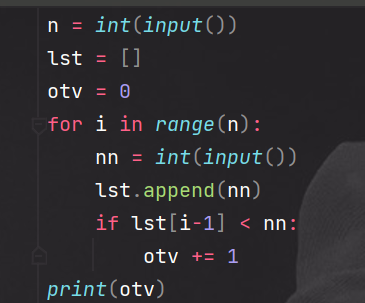 n = int(input())
lst = []
otv = 0
for i in range(n):
    nn = int(input())
    lst.append(nn)
    if lst[i-1] < nn:
        otv += 1
print(otv)